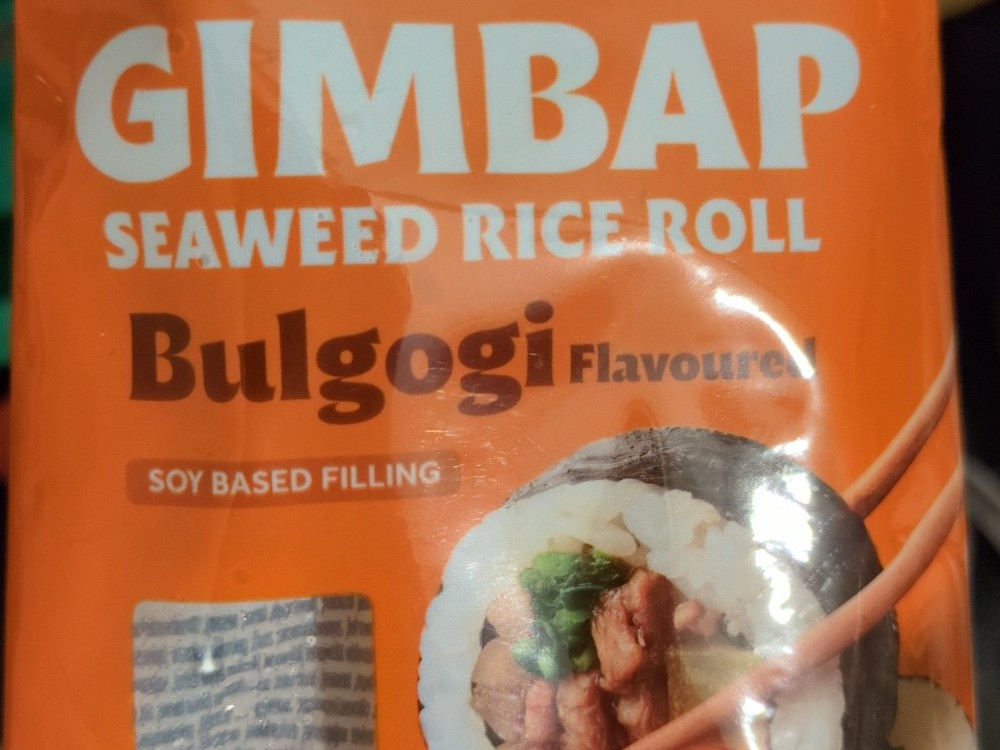 GIMBAP
SEAWEED RICE ROLL
Bulgogi Flavoured
SOY BASED FILLING